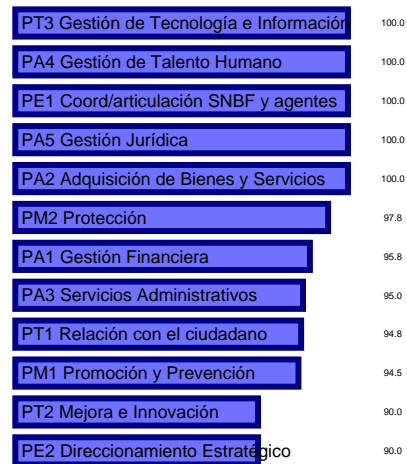 PT3 Gestión de Tecnología e Información 100.0
PA4 Gestión de Talento Humano 100.0
PE1 Coord/articulación SNBF y agentes 100.0
PA5 Gestión Jurídica 100.0
PA2 Adquisición de Bienes y Servicios 100.0
PM2 Protección 97.8
PA1 Gestión Financiera 95.8
PA3 Servicios Administrativos 95.0
PT1 Relación con el ciudadano 94.8
PM1 Promoción y Prevención 94.5
PT2 Mejora e Innovación 90.0
PE2 Direccionamiento Estratégico 90.0